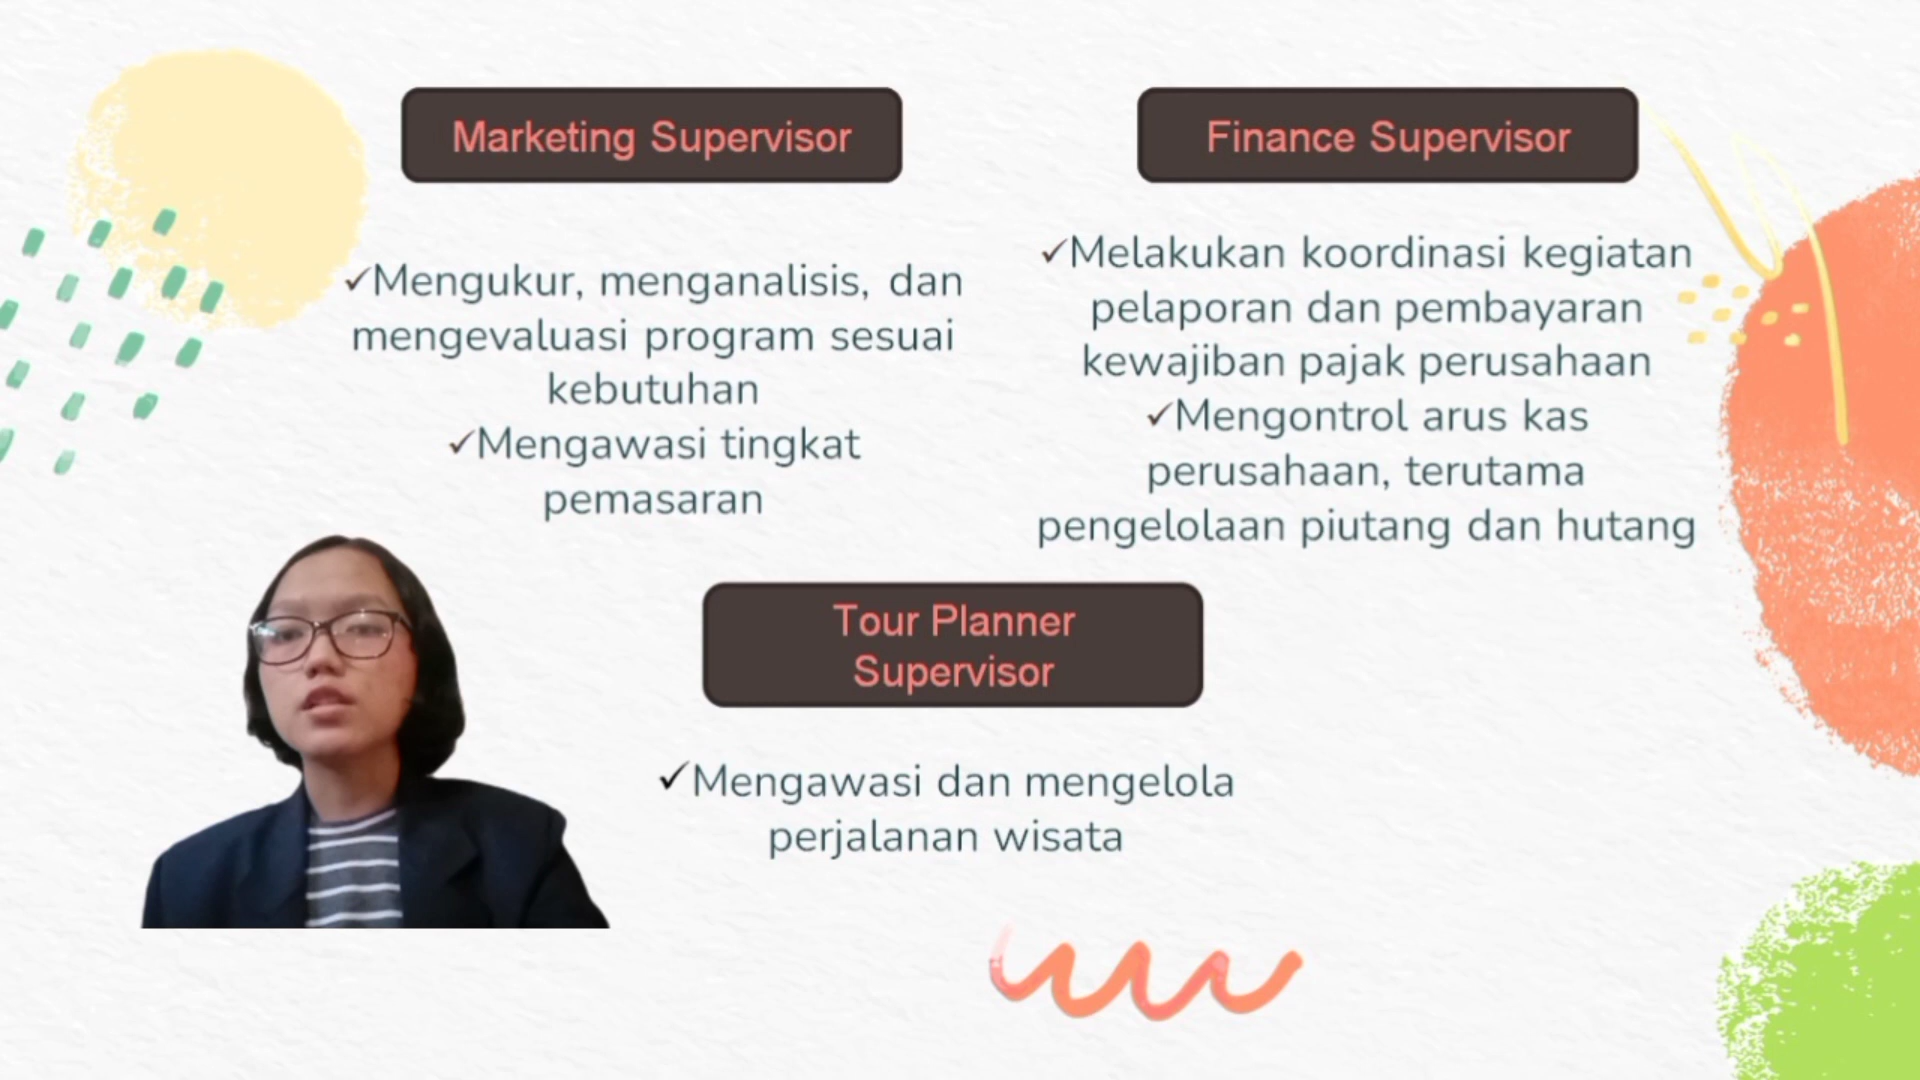 Marketing Supervisor
✓Mengukur, menganalisis, dan
mengevaluasi program sesuai
kebutuhan
✓Mengawasi tingkat
pemasaran
Finance Supervisor
✓Melakukan koordinasi kegiatan
pelaporan dan pembayaran
kewajiban pajak perusahaan
✓Mengontrol arus kas
perusahaan, terutama
pengelolaan piutang dan hutang
Tour Planner
Supervisor
✓Mengawasi dan mengelola
perjalanan wisata